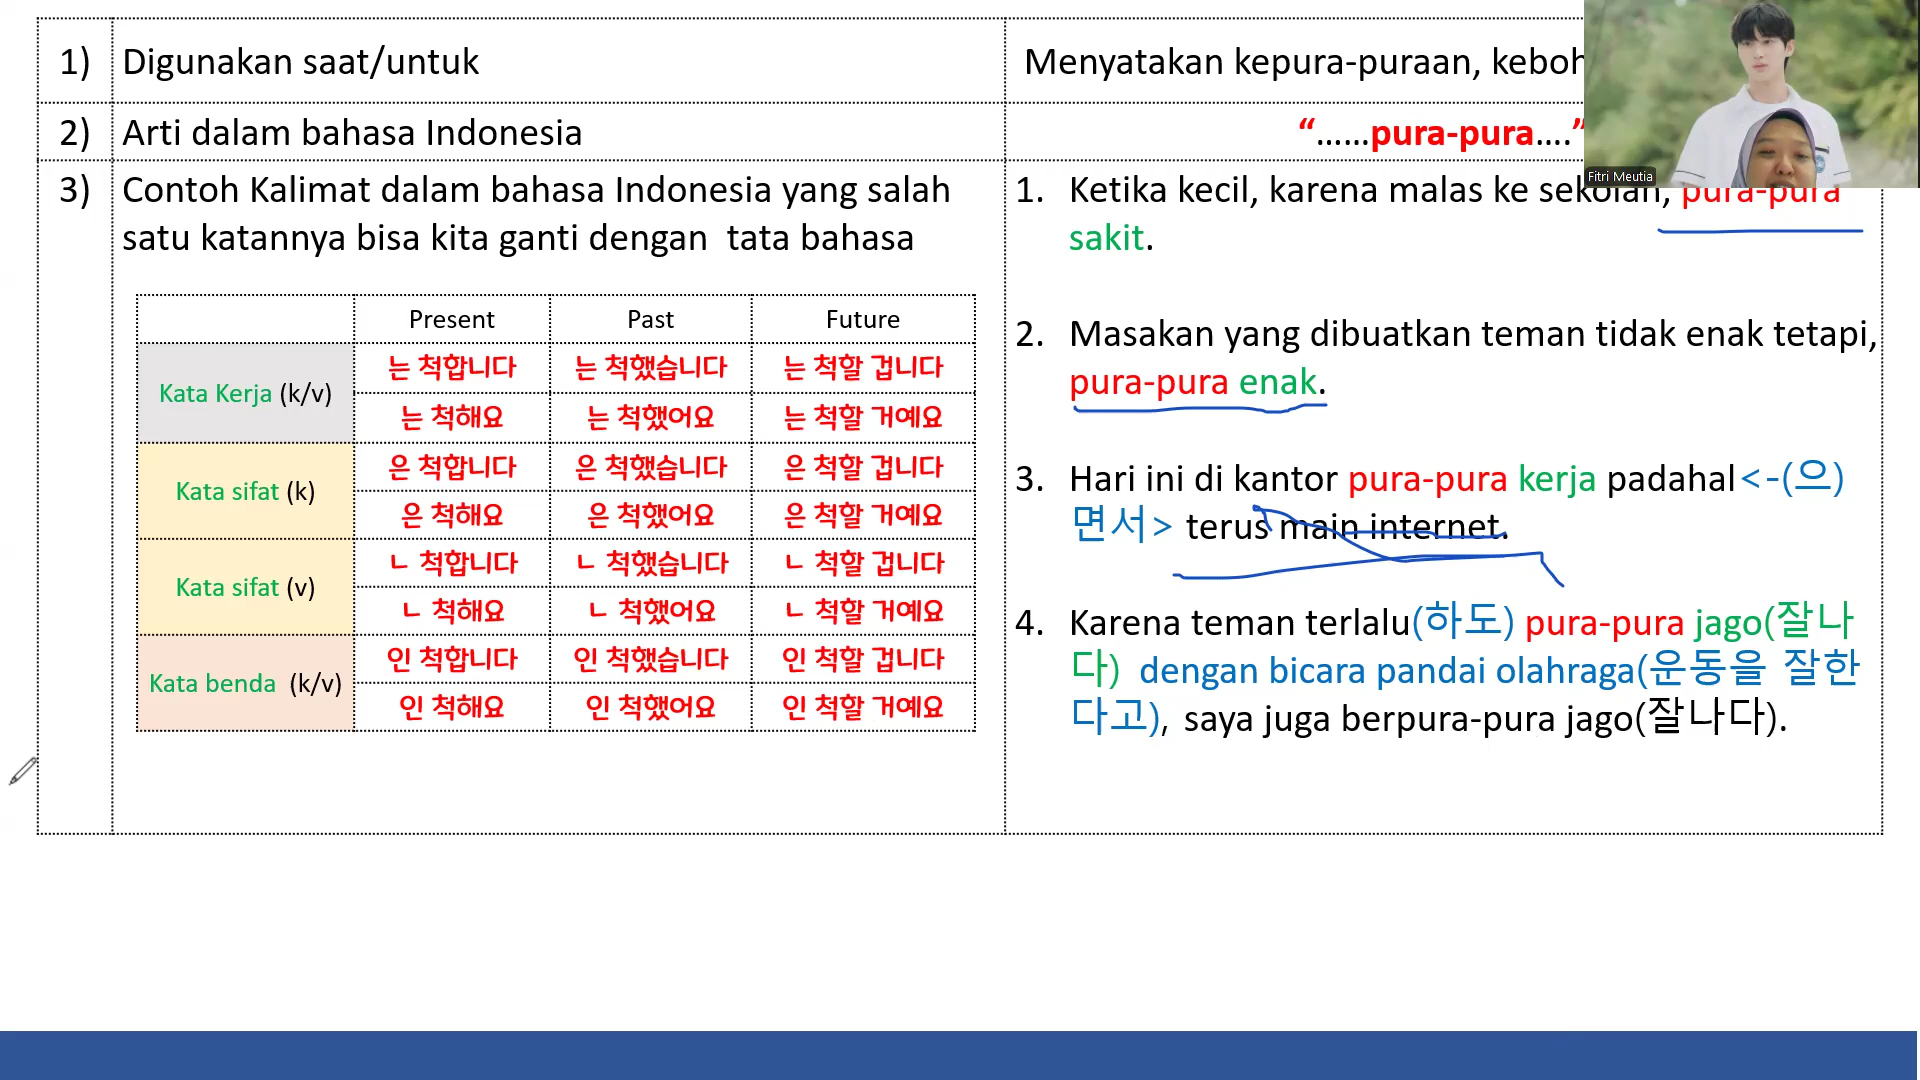 1) Digunakan saat/untuk
Menyatakan kepura-puraan,
2) Arti dalam bahasa Indonesia
“......pura-pura....”
Fitri Meutia
3) Contoh Kalimat dalam bahasa Indonesia yang salah
satu katannya bisa kita ganti dengan tata bahasa
Present Past Future
Kata Kerja (k/v)
는 척합니다 는 척했습니다 는 척할 겁니다
는 척해요 는 척했어요 는 척할 거예요
Kata sifat (k)
은 척합니다 은 척했습니다 은 척할 겁니다
은 척해요 은 척했어요 은 척할 거예요
Kata sifat (v)
ㄴ 척합니다 ㄴ 척했습니다 ㄴ 척할 겁니다
ㄴ 척해요 ㄴ 척했어요 ㄴ 척할 거예요
Kata benda (k/v)
인 척합니다 인 척했습니다 인 척할 겁니다
인 척해요 인 척했어요 인 척할 거예요
1. Ketika kecil, karena malas ke sekolah, pura-pura
sakit.
2. Masakan yang dibuatkan teman tidak enak tetapi,
pura-pura enak.
3. Hari ini di kantor pura-pura kerja padahal<-(으)
면서> terus main internet.
4. Karena teman terlalu(하도) pura-pura jago(잘나
다) dengan bicara pandai olahraga(운동을 잘한
다고), saya juga berpura-pura jago(잘나다).